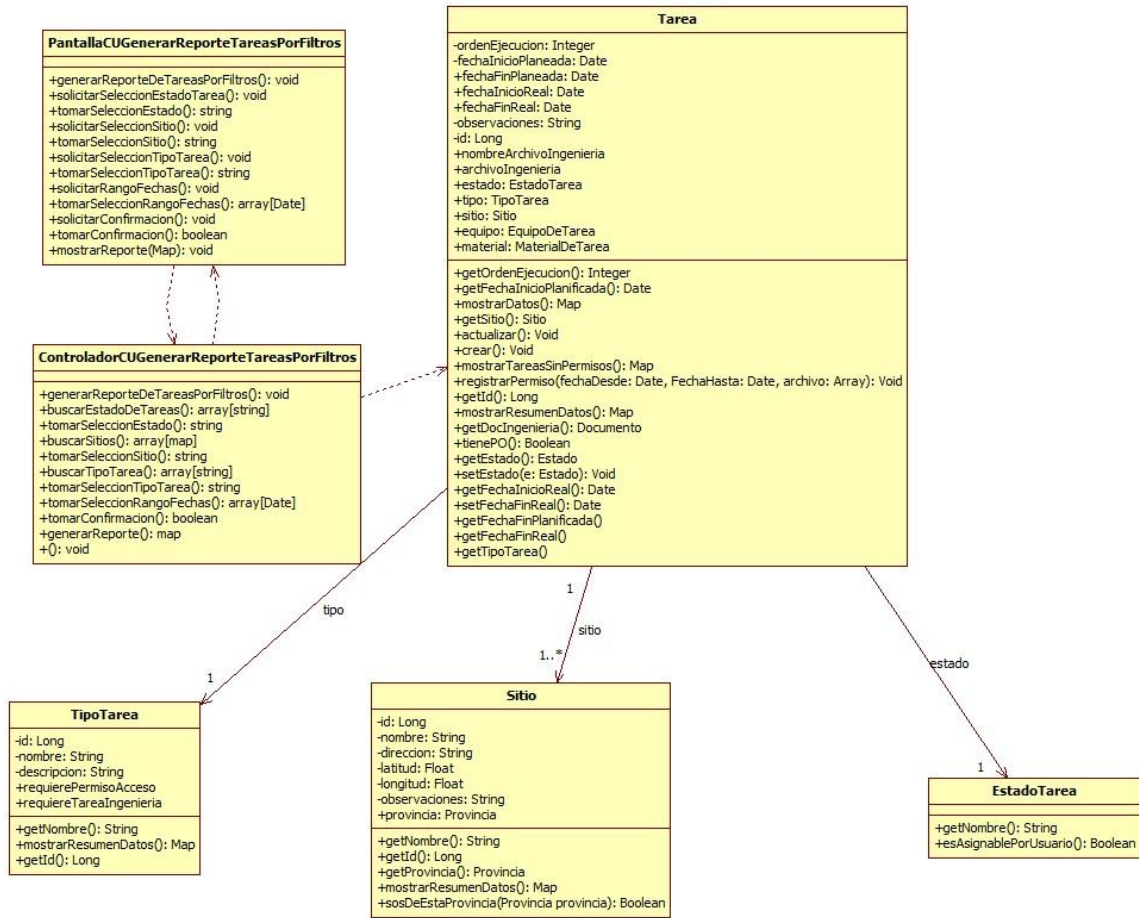 PantallaCUGenerarReporteTareasPorFiltros
+generarReporteDeTareasPorFiltros(): void
+solicitarSeleccionEstadoTarea(): void
+tomarSeleccionEstado(): string
+solicitarSeleccionSitio(): void
+tomarSeleccionSitio(): string
+solicitarSeleccionTipoTarea(): void
+tomarSeleccionTipoTarea(): string
+solicitarRangoFechas(): void
+tomarSeleccionRangoFechas(): array[Date]
+solicitarConfirmacion(): void
+tomarConfirmacion(): boolean
+mostrarReporte(Map): void
ControladorCUGenerarReporteTareasPorFiltros
+generarReporteDeTareasPorFiltros(): void
+buscarEstadoDeTareas(): array[string]
+tomarSeleccionEstado(): string
+buscarSitios(): array[map]
+tomarSeleccionSitio(): string
+buscarTipoTarea(): array[string]
+tomarSeleccionTipoTarea(): string
+tomarSeleccionRangoFechas(): array[Date]
+tomarConfirmacion(): boolean
+generarReporte(): map
+(): void
Tarea
-ordenEjecucion: Integer
-fechaInicioPlaneada: Date
+fechaFinPlaneada: Date
+fechaInicioReal: Date
+fechaFinReal: Date
-observaciones: String
-id: Long
+nombreArchivoIngenieria
+archivoIngenieria
+estado: EstadoTarea
+tipo: TipoTarea
+sitio: Sitio
+equipo: EquipoDeTarea
+material: MaterialDeTarea
+getOrdenEjecucion(): Integer
+getFechaInicioPlanificada(): Date
+mostrarDatos(): Map
+getSitio(): Sitio
+actualizar(): Void
+crear(): Void
+mostrarTareasSinPermisos(): Map
+registrarPermiso(fechaDesde: Date, FechaHasta: Date, archivo: Array): Void
+getId(): Long
+mostrarResumenDatos(): Map
+getDocIngenieria(): Documento
+tienePO(): Boolean
+getEstado(): Estado
+setEstado(e: Estado): Void
+getFechaInicioReal(): Date
+setFechaFinReal(): Date
+getFechaFinPlanificada()
+getFechaFinReal()
+getTipoTarea()
tipo
1
1
sitio
1..*
estado
1
TipoTarea
-id: Long
-nombre: String
-descripcion: String
+requierePermisoAcceso
+requiereTareaIngenieria
+getNombre(): String
+mostrarResumenDatos(): Map
+getId(): Long
Sitio
-id: Long
-nombre: String
-direccion: String
-latitud: Float
-longitud: Float
-observaciones: String
+provincia: Provincia
+getNombre(): String
+getId(): Long
+getProvincia(): Provincia
+mostrarResumenDatos(): Map
+sosDeEstaProvincia(Provincia provincia): Boolean
EstadoTarea
+getNombre(): String
+esAsignablePorUsuario(): Boolean